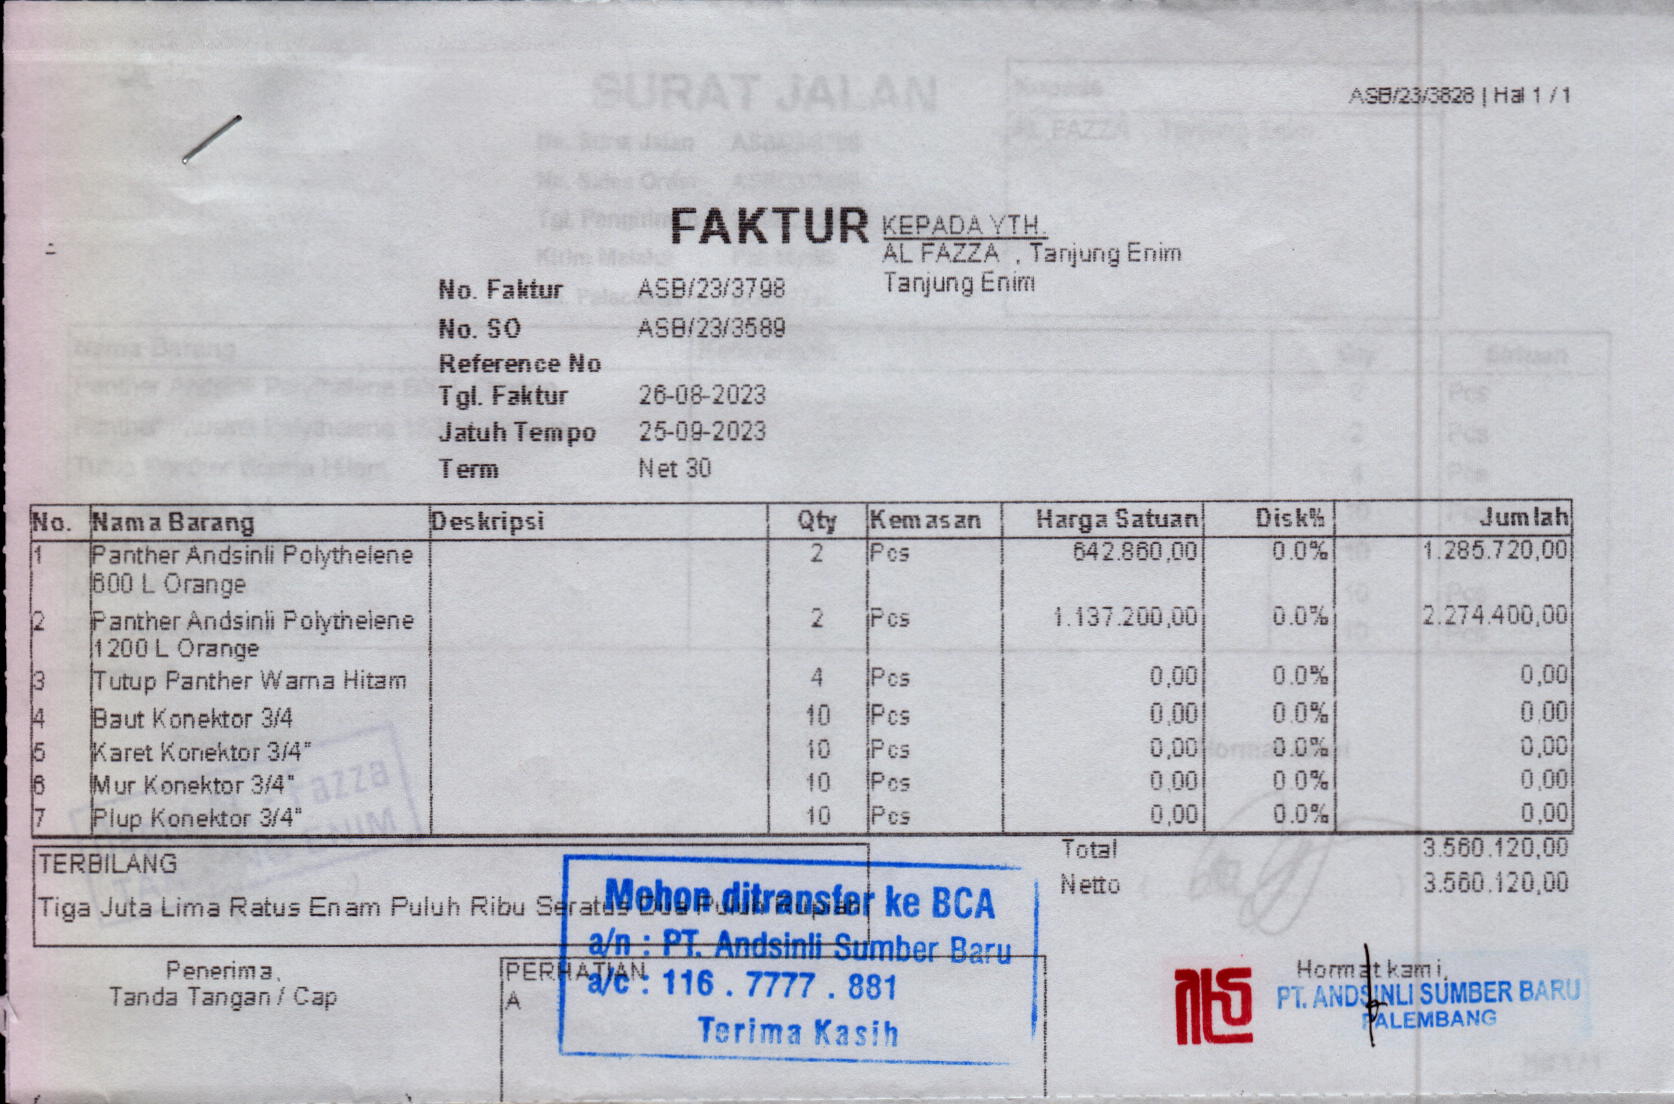 ASB/23/3828 | Hal 1 / 1
SURAT JALAN
FAKTUR
KEPADA YTH.
AL FAZZA , Tanjung Enim
Tanjung Enim
No. Faktur ASB/23/3798
No. SO ASB/23/3589
Reference No
Tgl. Faktur 26-08-2023
Jatuh Tempo 25-09-2023
Term Net 30
No. Nama Barang Deskripsi Qty Kemasan Harga Satuan Disk% Jumlah
1 Panther Andsinli Polythelene 2 Pcs 642.860,00 0.0% 1.285.720,00
600 L Orange
2 Panther Andsinli Polythelene 2 Pcs 1.137.200,00 0.0% 2.274.400,00
1200 L Orange
3 Tutup Panther Warna Hitam 4 Pcs 0,00 0.0% 0,00
4 Baut Konektor 3/4 10 Pcs 0,00 0.0% 0,00
5 Karet Konektor 3/4" 10 Pcs 0,00 0.0% 0,00
6 Mur Konektor 3/4" 10 Pcs 0,00 0.0% 0,00
7 Plup Konektor 3/4" 10 Pcs 0,00 0.0% 0,00
Total 3.560.120,00
Netto 3.560.120,00
TERBILANG
Tiga Juta Lima Ratus Enam Puluh Ribu Seratus Dua Puluh Rupiah
Mohon ditransfer ke BCA
a/n : PT. Andsinli Sumber Baru
a/c : 116 . 7777 . 881
Terima Kasih
Penerima,
Tanda Tangan / Cap
PERHATIAN
A
Hormat kami,
PT. ANDSINLI SUMBER BARU
PALEMBANG